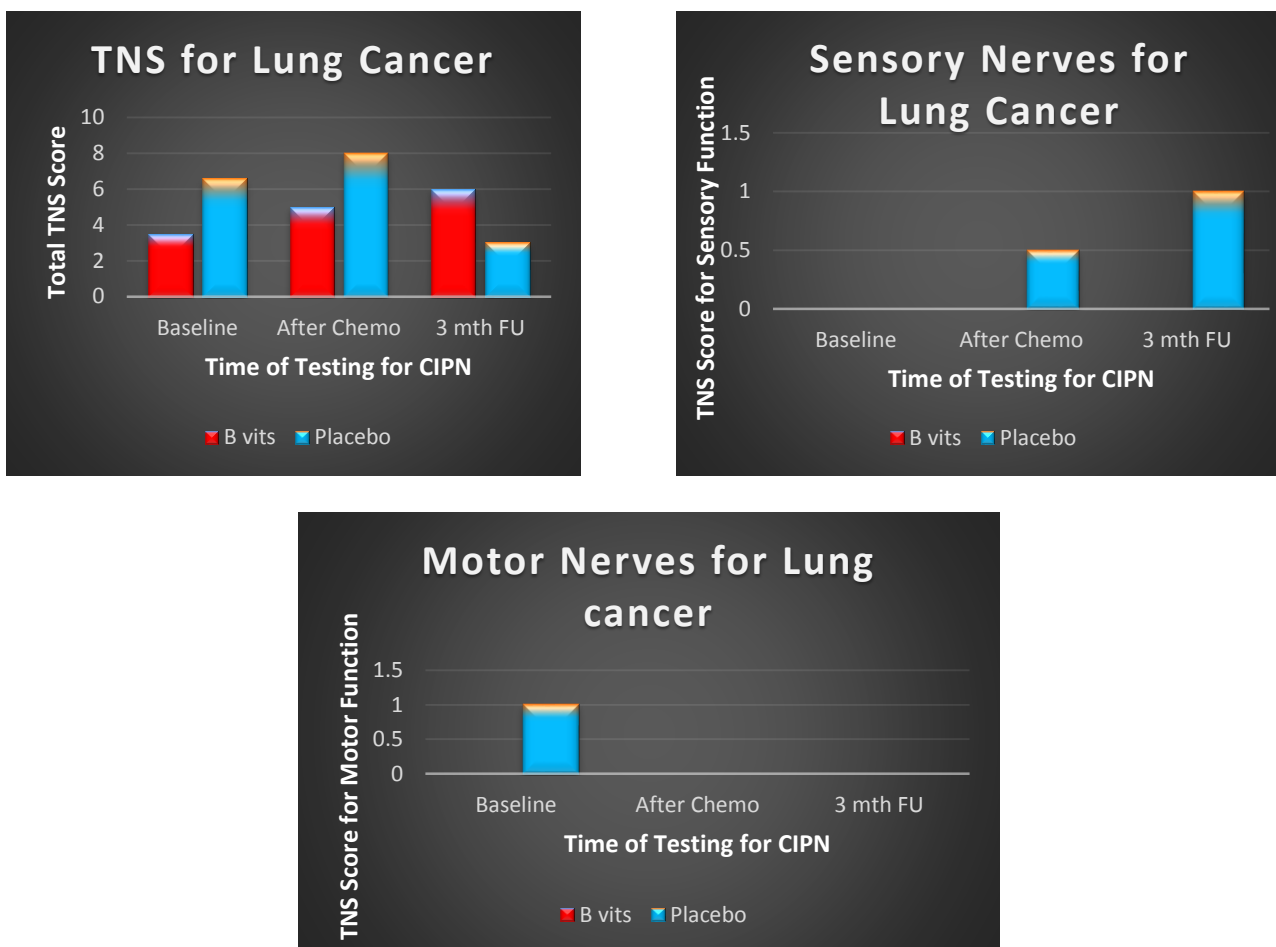 TNS for Lung Cancer
Total TNS Score
10
8
6
4
2
0
Baseline After Chemo 3 mth FU
Time of Testing for CIPN
B vits Placebo
Sensory Nerves for
Lung Cancer
TNS Score for Sensory Function
1.5
1
0.5
0
Baseline After Chemo 3 mth FU
Time of Testing for CIPN
B vits Placebo
Motor Nerves for Lung
cancer
TNS Score for Motor Function
1.5
1
0.5
0
Baseline After Chemo 3 mth FU
Time of Testing for CIPN
B vits Placebo